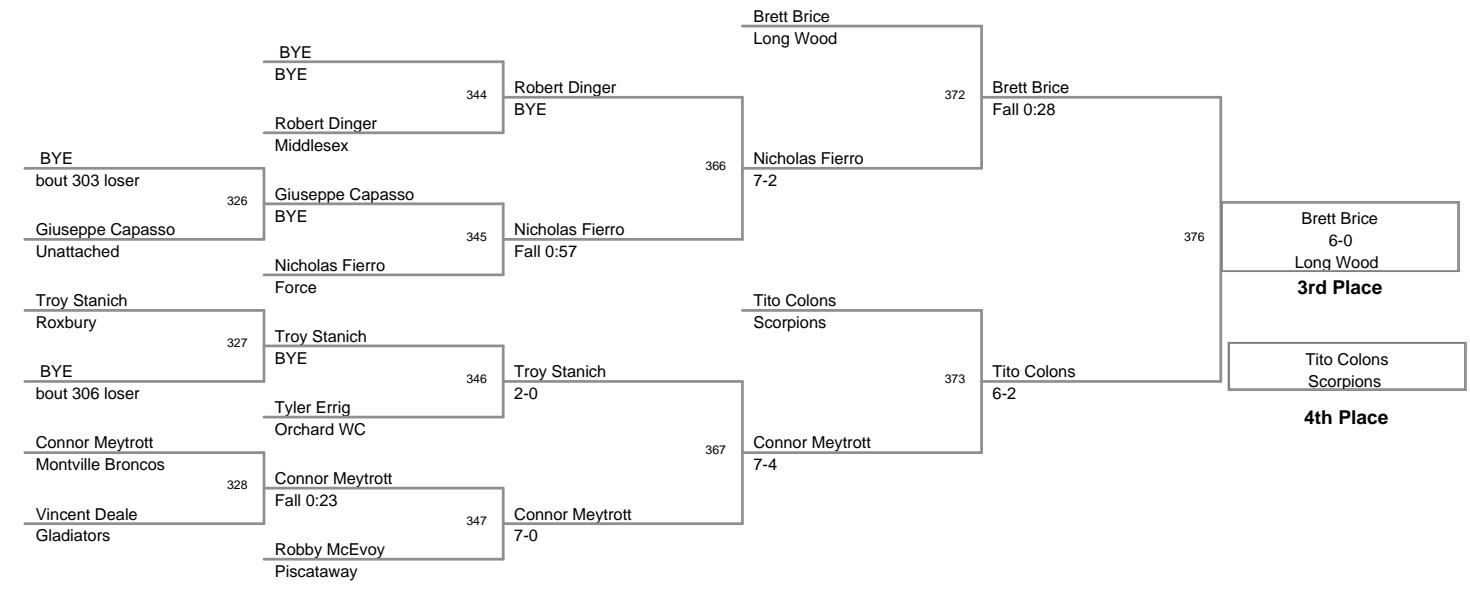 Brett Brice
Long Wood
BYE
BYE
344
Robert Dinger
BYE
372
Brett Brice
Fall 0:28
Robert Dinger
Middlesex
BYE
bout 303 loser
366
Nicholas Fierro
7-2
326
Giuseppe Capasso
BYE
Giuseppe Capasso
Unattached
345
Nicholas Fierro
Fall 0:57
376
Brett Brice
6-0
Long Wood
3rd Place
Nicholas Fierro
Force
Troy Stanich
Roxbury
Tito Colons
Scorpions
327
Troy Stanich
BYE
BYE
bout 306 loser
346
Troy Stanich
2-0
373
Tito Colons
6-2
Tito Colons
Scorpions
4th Place
Tyler Errig
Orchard WC
Connor Meytrott
Montville Broncos
367
Connor Meytrott
7-4
328
Connor Meytrott
Fall 0:23
Vincent Deale
Gladiators
347
Connor Meytrott
7-0
Robby McEvoy
Piscataway